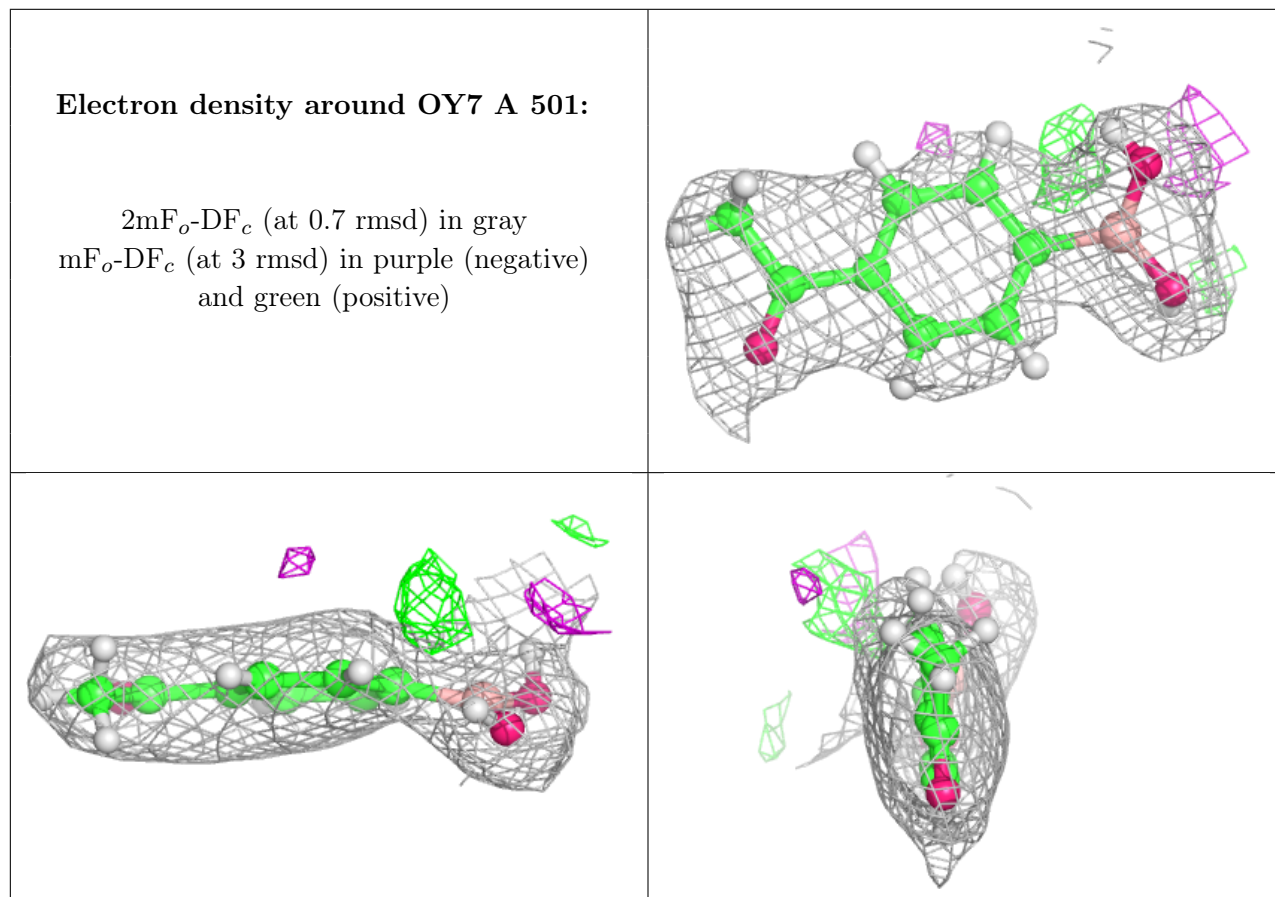 Electron density around OY7 A 501:
2mFo-DFc (at 0.7 rmsd) in gray
mFo-DFc (at 3 rmsd) in purple (negative)
and green (positive)